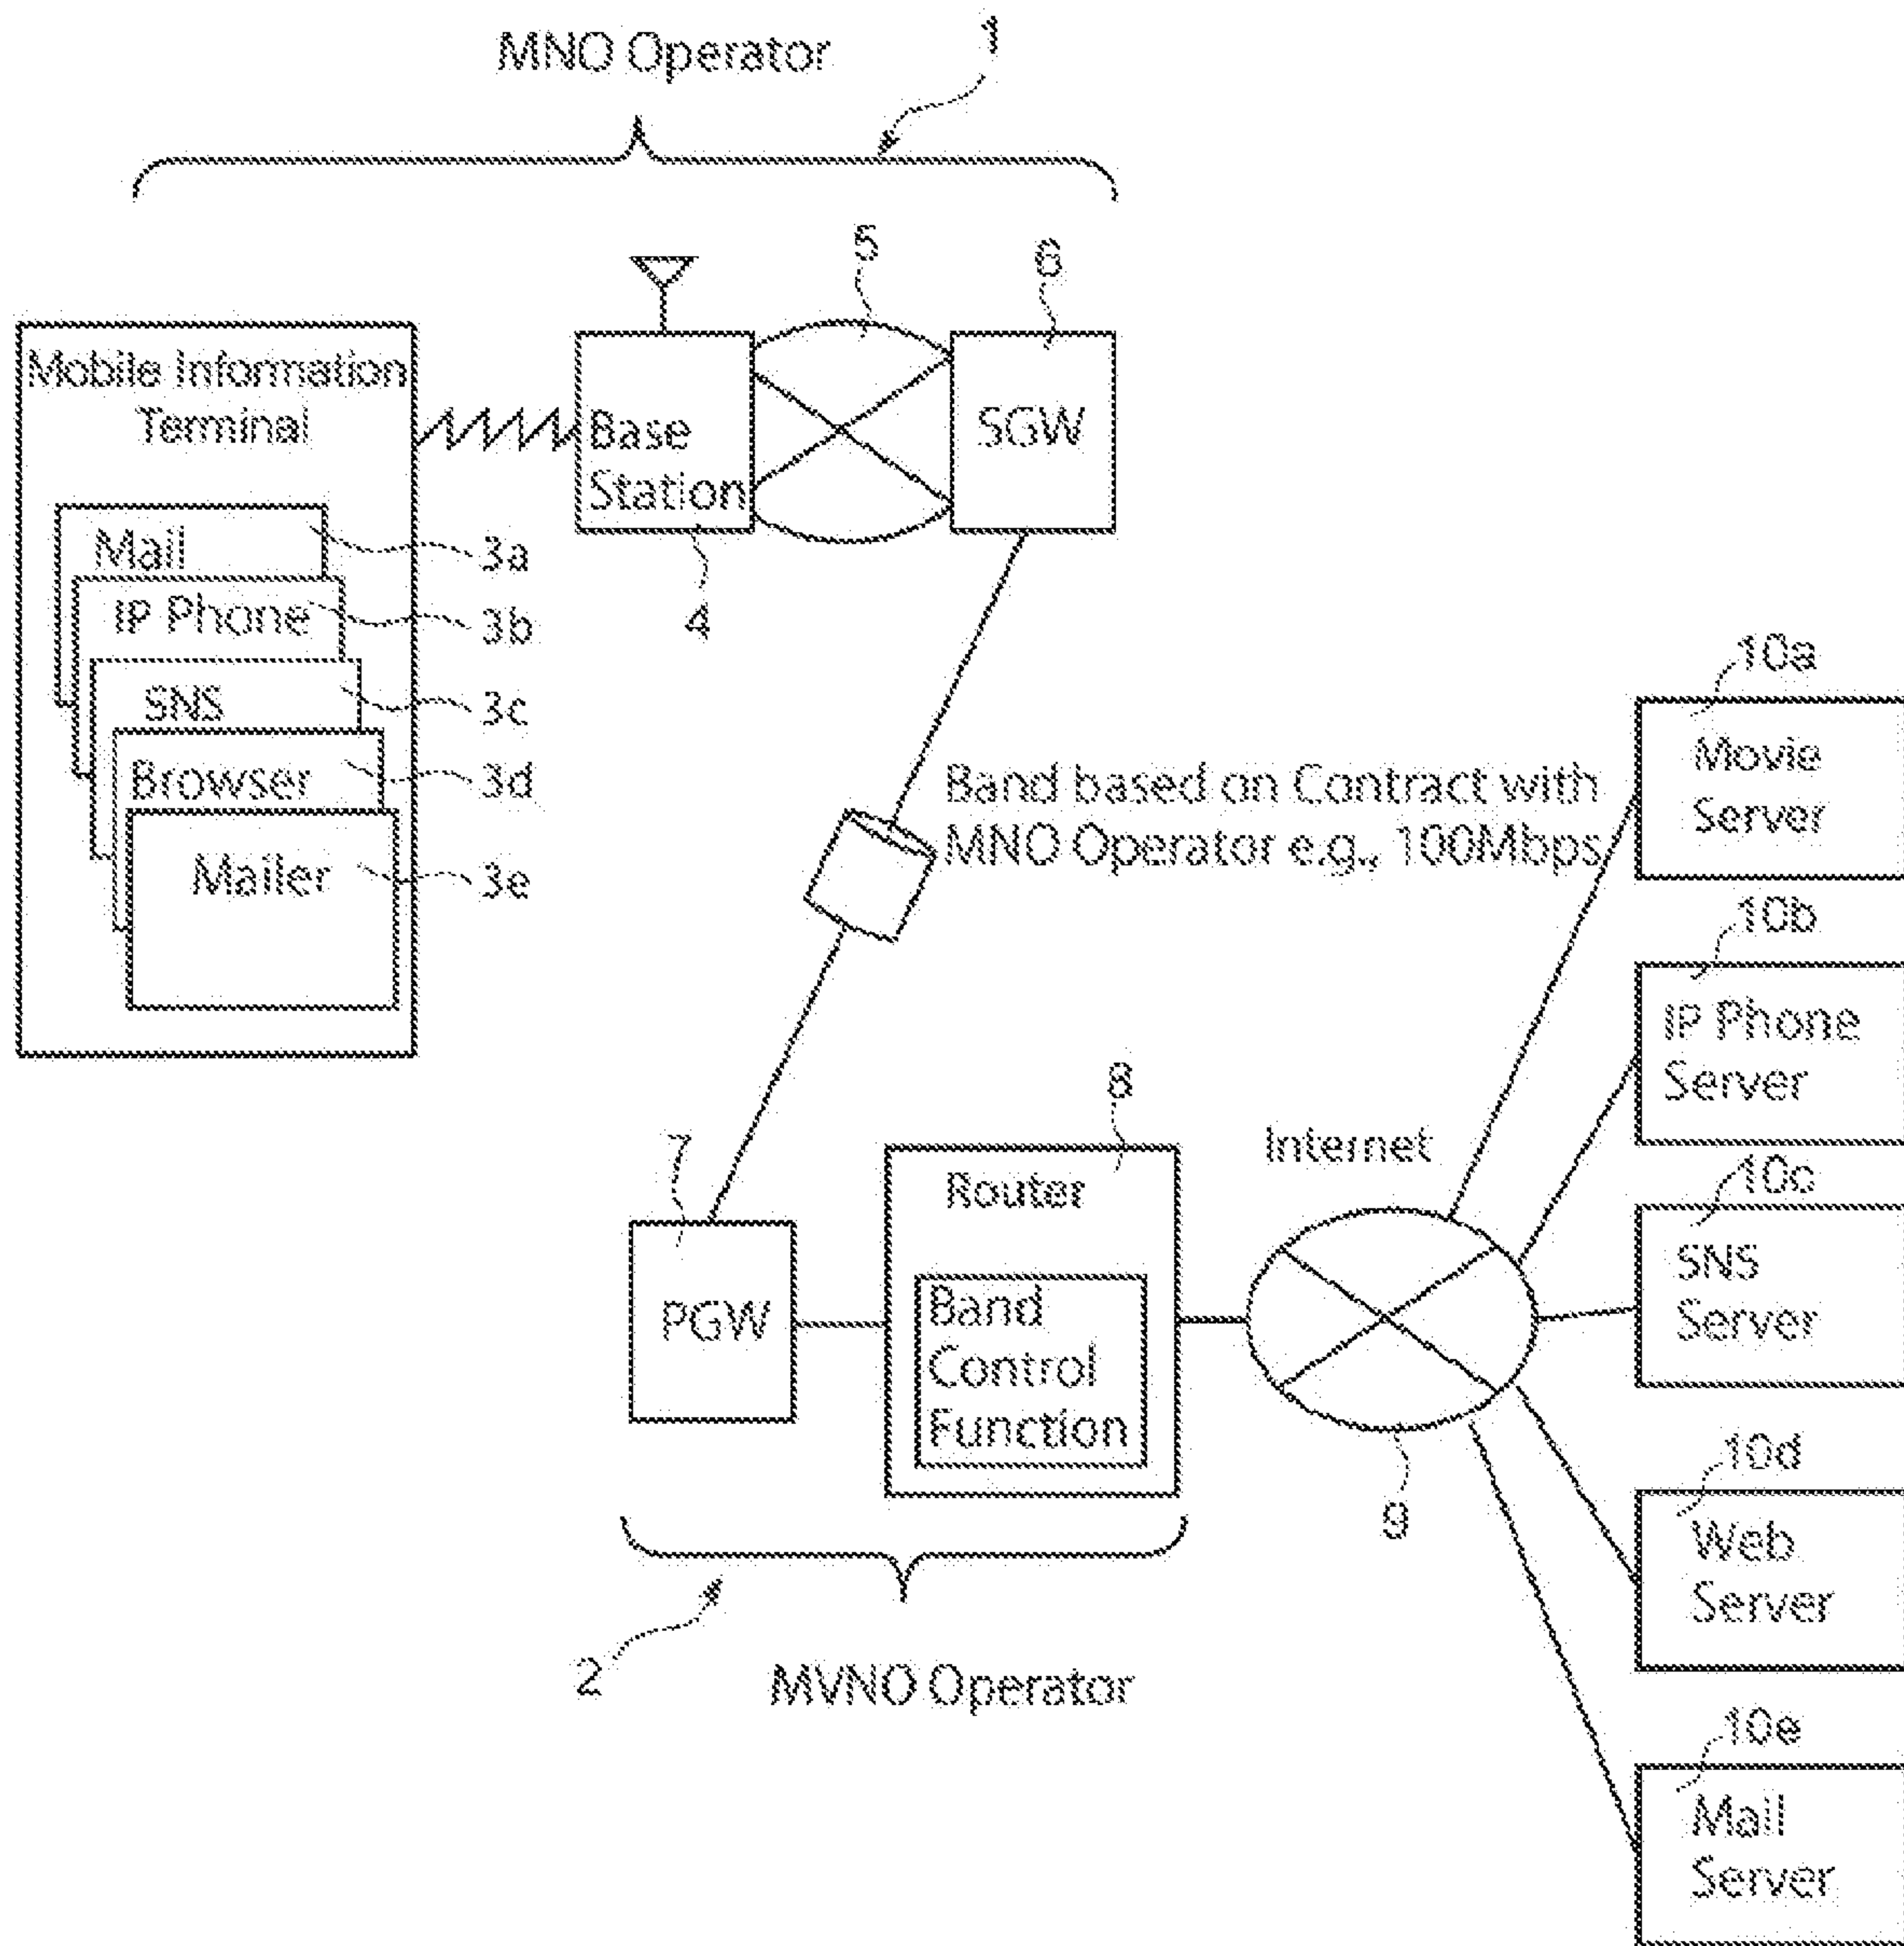 MNO Operator
1
5
6
Mobile Information
Terminal
Base
Station
SGW
4
Mail
3a
IP Phone
3b
SNS
3c
Browser
3d
Mailer
3e
Band based on Contract with
MNO Operator e.g., 100Mbps
10a
Movie
Server
10b
IP Phone
Server
7
PGW
8
Router
Band
Control
Function
Internet
9
10c
SNS
Server
10d
Web
Server
2
MVNO Operator
10e
Mail
Server